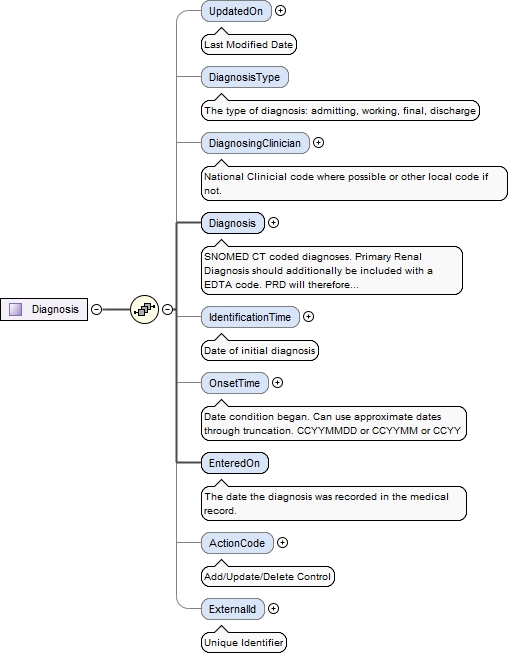 UpdatedOn
Last Modified Date
DiagnosisType
The type of diagnosis: admitting, working, final, discharge
DiagnosingClinician
National Clinicial code where possible or other local code if
not.
Diagnosis
SNOMED CT coded diagnoses. Primary Renal
Diagnosis should additionally be included with a
EDTA code. PRD will therefore...
Diagnosis
IdentificationTime
Date of initial diagnosis
OnsetTime
Date condition began. Can use approximate dates
through truncation. CCYYMMDD or CCYYMM or CCYY
EnteredOn
The date the diagnosis was recorded in the medical
record.
ActionCode
Add/Update/Delete Control
ExternalId
Unique Identifier